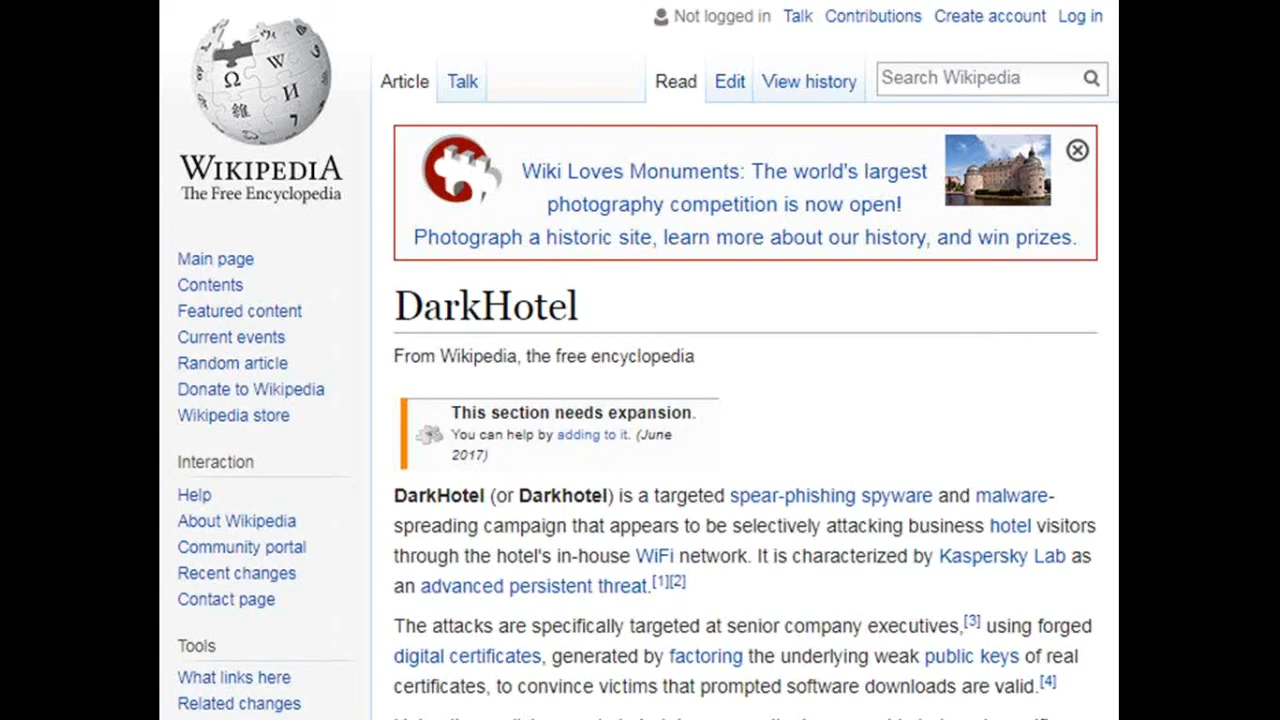 Not logged in Talk Contributions Create account Log in
Article Talk Read Edit View history Search Wikipedia
WIKIPEDIA
The Free Encyclopedia
Main page
Contents
Featured content
Current events
Random article
Donate to Wikipedia
Wikipedia store
Interaction
Help
About Wikipedia
Community portal
Recent changes
Contact page
Tools
What links here
Related changes
Wiki Loves Monuments: The world's largest
photography competition is now open!
Photograph a historic site, learn more about our history, and win prizes.
DarkHotel
From Wikipedia, the free encyclopedia
This section needs expansion.
You can help by adding to it. (June
2017)
DarkHotel (or Darkhotel) is a targeted spear-phishing spyware and malware-
spreading campaign that appears to be selectively attacking business hotel visitors
through the hotel's in-house WiFi network. It is characterized by Kaspersky Lab as
an advanced persistent threat.[1][2]
The attacks are specifically targeted at senior company executives,[3] using forged
digital certificates, generated by factoring the underlying weak public keys of real
certificates, to convince victims that prompted software downloads are valid.[4]